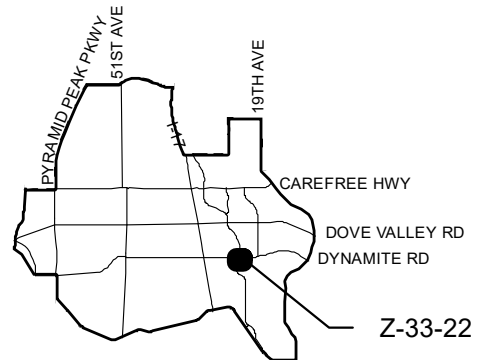 PYRAMID PEAK PKWY
51ST AVE
I-17
19TH AVE
CAREFREE HWY
DOVE VALLEY RD
DYNAMITE RD
Z-33-22